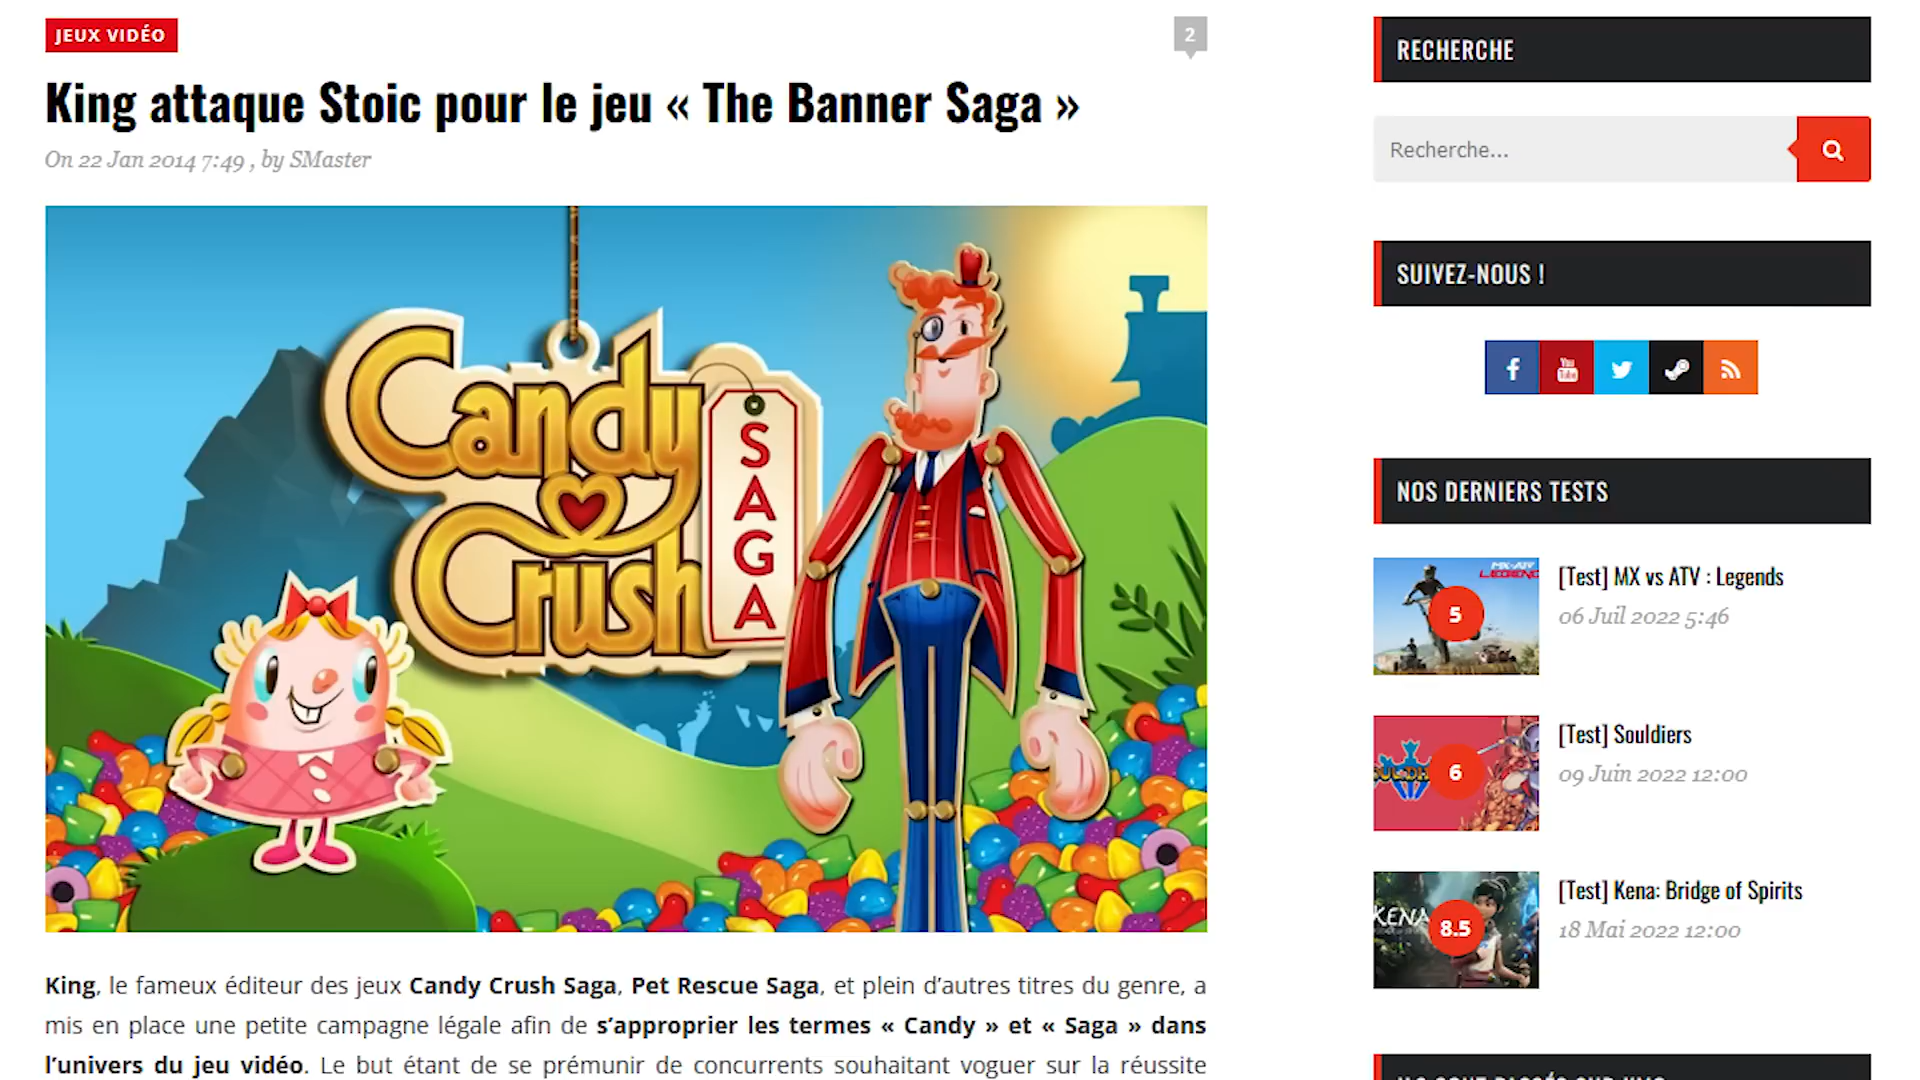 JEUX VIDÉO
2
King attaque Stoic pour le jeu « The Banner Saga »
On 22 Jan 2014 7:49 , by SMaster
Candy
Crush
SAGA
King, le fameux éditeur des jeux Candy Crush Saga, Pet Rescue Saga, et plein d’autres titres du genre, a
mis en place une petite campagne légale afin de s’approprier les termes « Candy » et « Saga » dans
l’univers du jeu vidéo. Le but étant de se prémunir de concurrents souhaitant voguer sur la réussite
RECHERCHE
Recherche...
SUIVEZ-NOUS !
You
Tube
NOS DERNIERS TESTS
5
[Test] MX vs ATV : Legends
06 Juil 2022 5:46
6
[Test] Souldiers
09 Juin 2022 12:00
KENA
8.5
[Test] Kena: Bridge of Spirits
18 Mai 2022 12:00